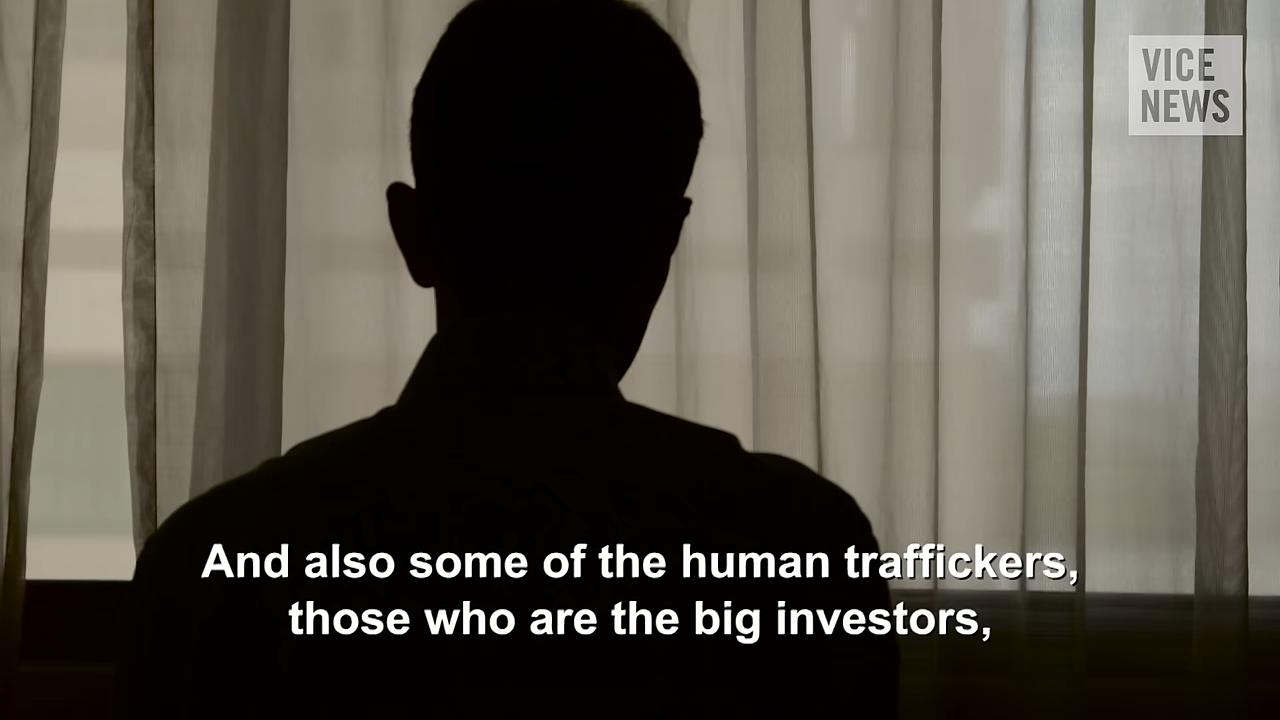 VICE
NEWS
And also some of the human traffickers,
those who are the big investors,